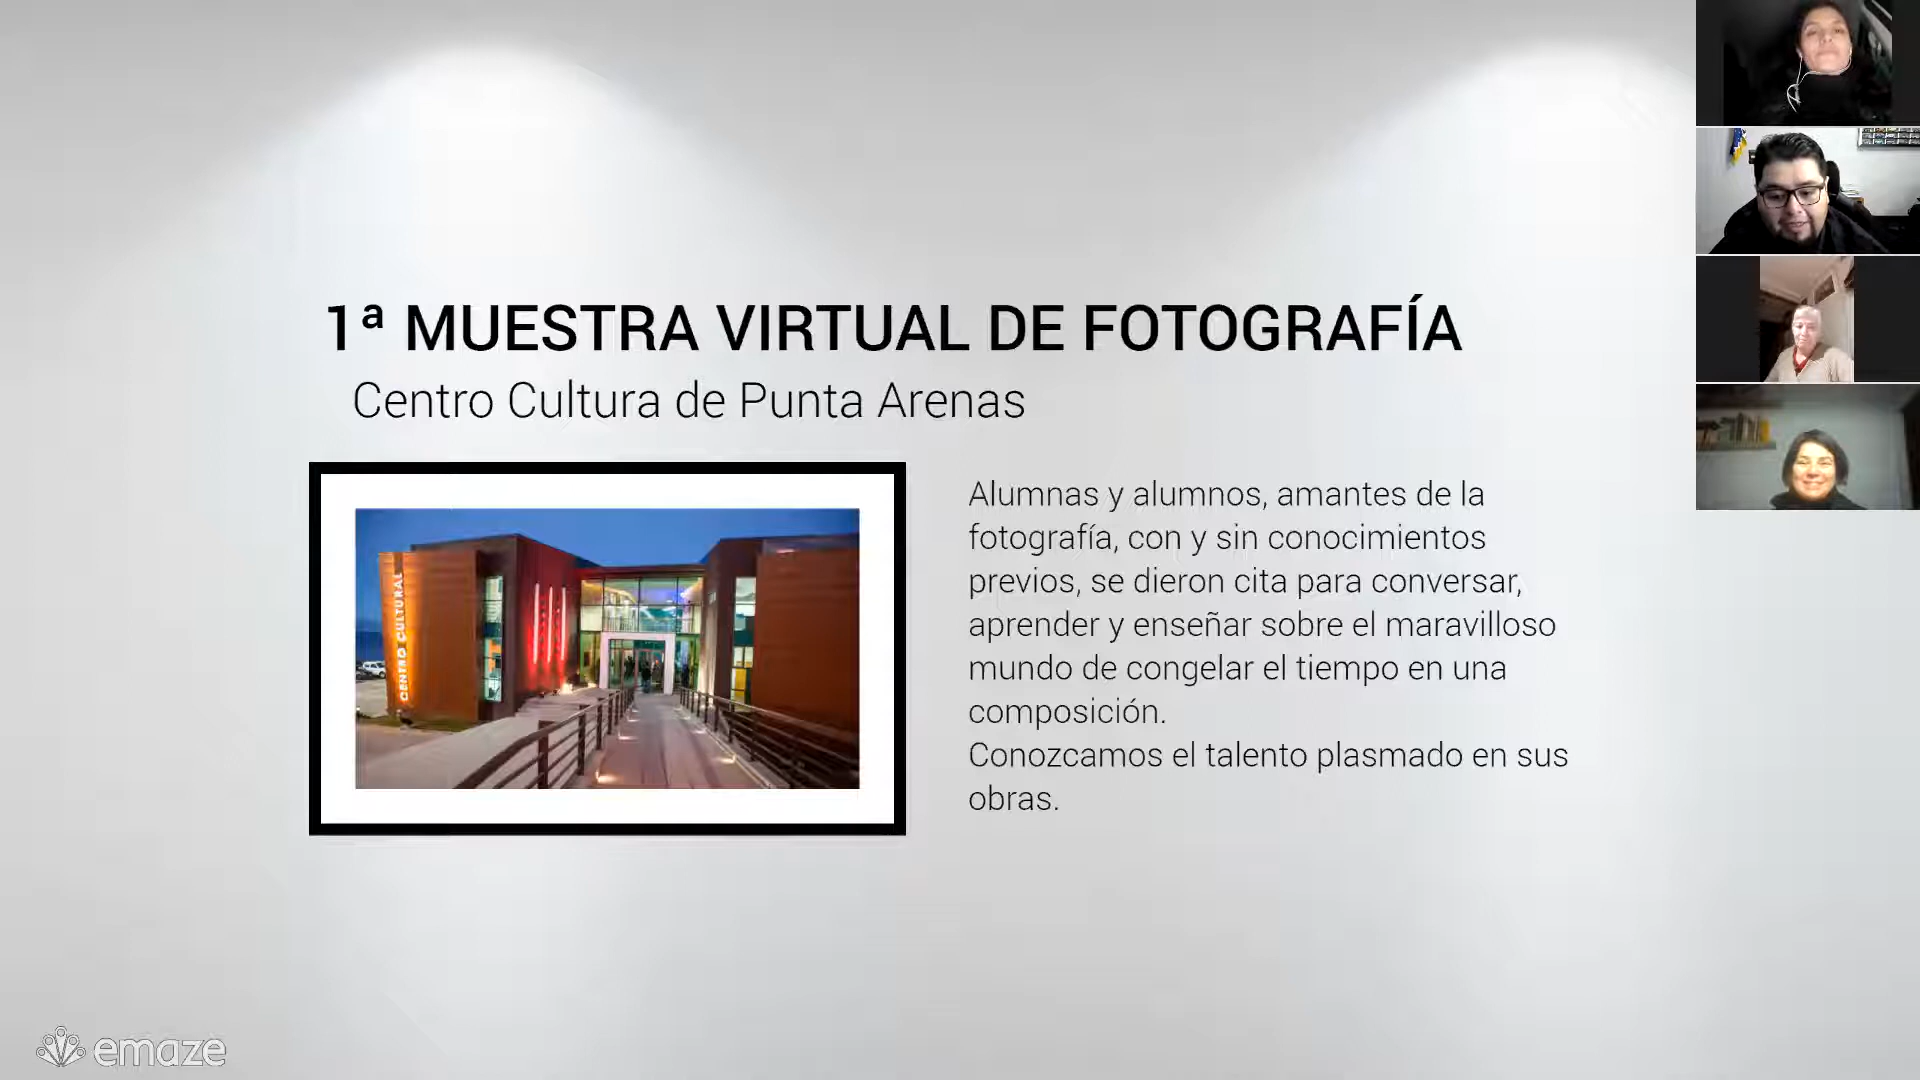 1ª MUESTRA VIRTUAL DE FOTOGRAFÍA
Centro Cultura de Punta Arenas
CENTRO CULTURAL
Alumnas y alumnos, amantes de la
fotografía, con y sin conocimientos
previos, se dieron cita para conversar,
aprender y enseñar sobre el maravilloso
mundo de congelar el tiempo en una
composición.
Conozcamos el talento plasmado en sus
obras.
emaze